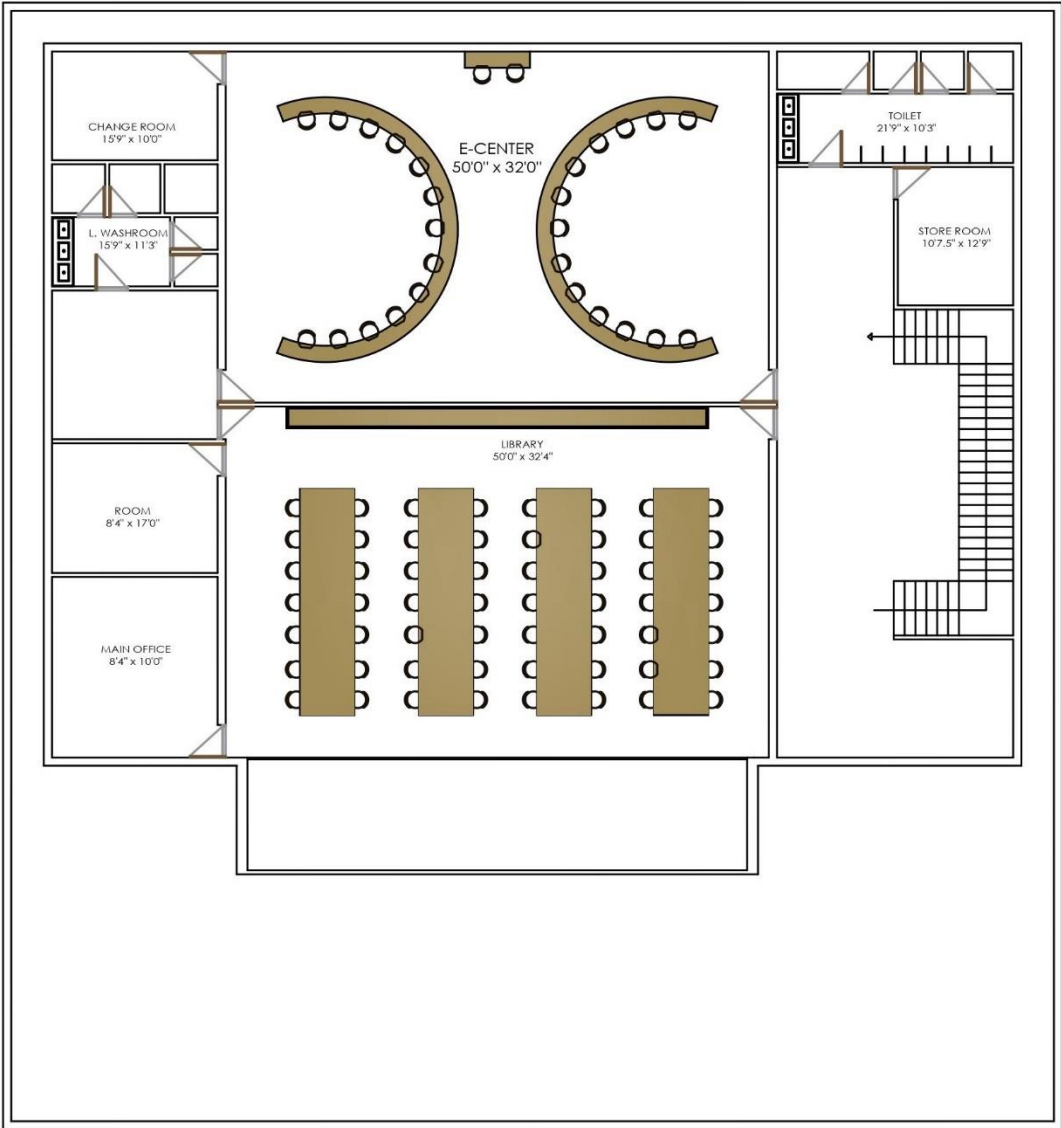 CHANGE ROOM
15'9" x 10'0"
E-CENTER
50'0" x 32'0"
TOILET
21'9" x 10'3"
L. WASHROOM
15'9" x 11'3"
STORE ROOM
10'7.5" x 12'9"
LIBRARY
50'0" x 32'4"
ROOM
8'4" x 17'0"
MAIN OFFICE
8'4" x 10'0"